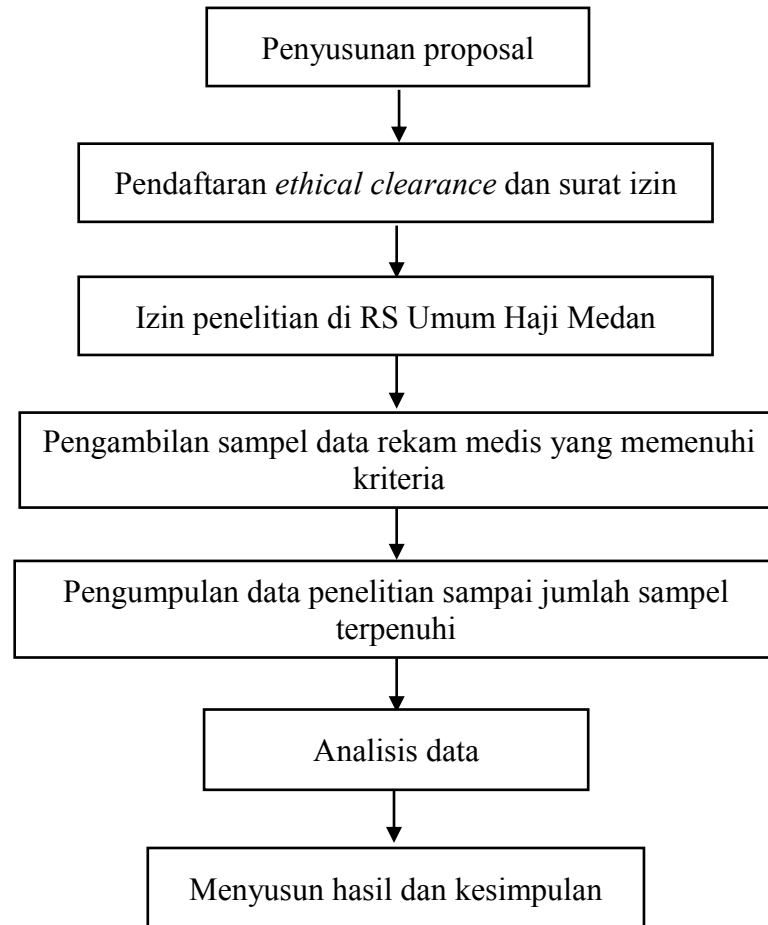 Penyusunan proposal
Pendaftaran ethical clearance dan surat izin
Izin penelitian di RS Umum Haji Medan
Pengambilan sampel data rekam medis yang memenuhi
kriteria
Pengumpulan data penelitian sampai jumlah sampel
terpenuhi
Analisis data
Menyusun hasil dan kesimpulan